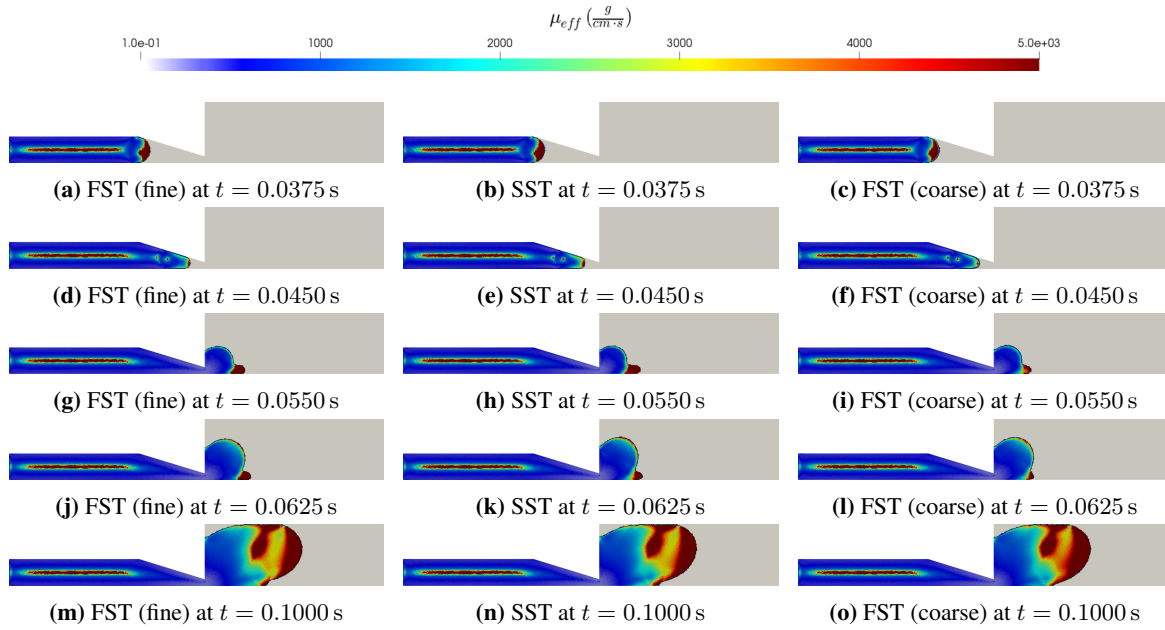 μ_eff (g/cm·s)
1.0e-01 1000 2000 3000 4000 5.0e+03
(a) FST (fine) at t = 0.0375 s (b) SST at t = 0.0375 s (c) FST (coarse) at t = 0.0375 s
(d) FST (fine) at t = 0.0450 s (e) SST at t = 0.0450 s (f) FST (coarse) at t = 0.0450 s
(g) FST (fine) at t = 0.0550 s (h) SST at t = 0.0550 s (i) FST (coarse) at t = 0.0550 s
(j) FST (fine) at t = 0.0625 s (k) SST at t = 0.0625 s (l) FST (coarse) at t = 0.0625 s
(m) FST (fine) at t = 0.1000 s (n) SST at t = 0.1000 s (o) FST (coarse) at t = 0.1000 s